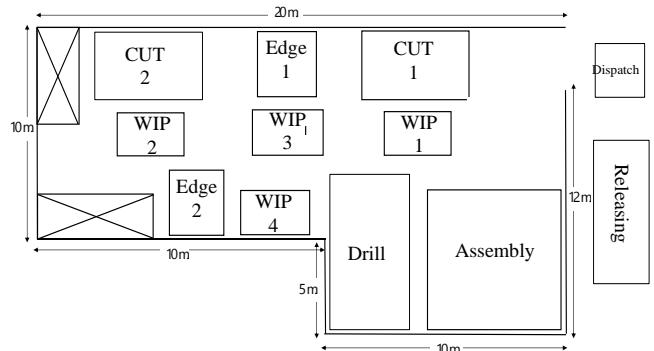 20m
CUT
2
Edge
1
CUT
1
Dispatch
10m
WIP
2
WIP
3
WIP
1
Edge
2
WIP
4
Drill
Assembly
Releasing
12m
10m
5m
10m